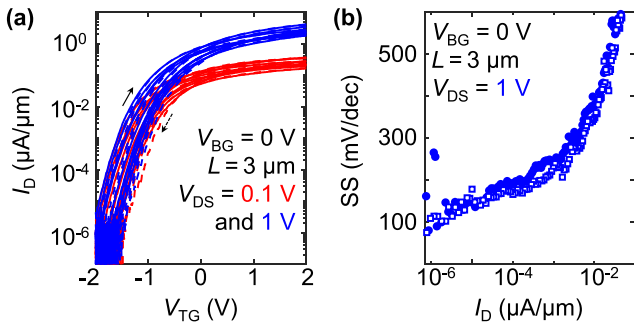 (a)
I_D (μA/μm)
10^0
10^-2
10^-4
10^-6
V_BG = 0 V
L = 3 μm
V_DS = 0.1 V
and 1 V
-2
-1
0
1
2
V_TG (V)
(b)
SS (mV/dec)
500
300
200
100
V_BG = 0 V
L = 3 μm
V_DS = 1 V
10^-6
10^-4
10^-2
I_D (μA/μm)